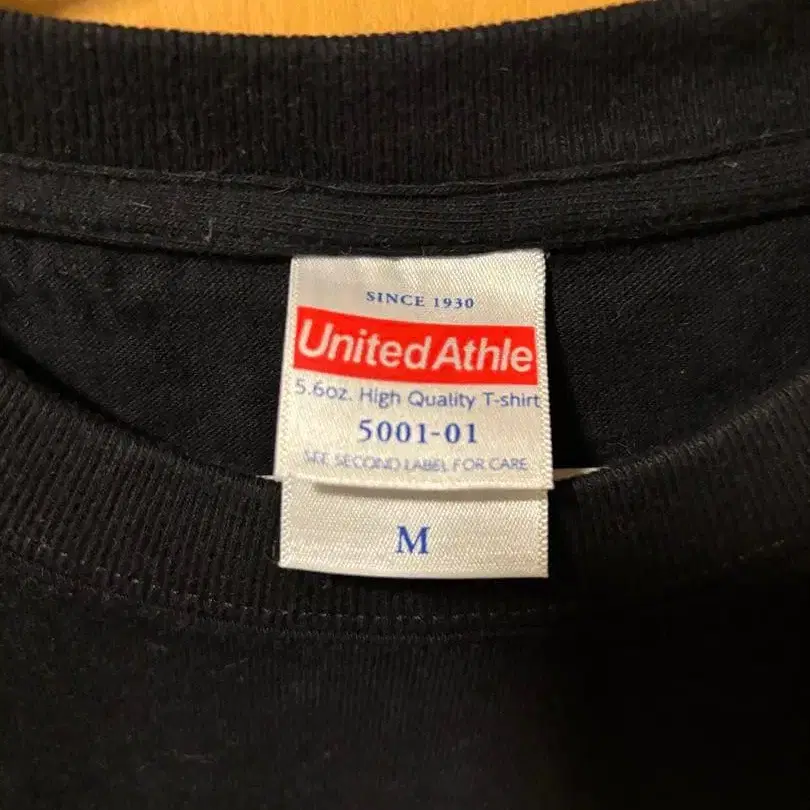 SINCE 1930
United Athle
5.6oz. High Quality T-shirt
5001-01
SEE SECOND LABEL FOR CARE
M